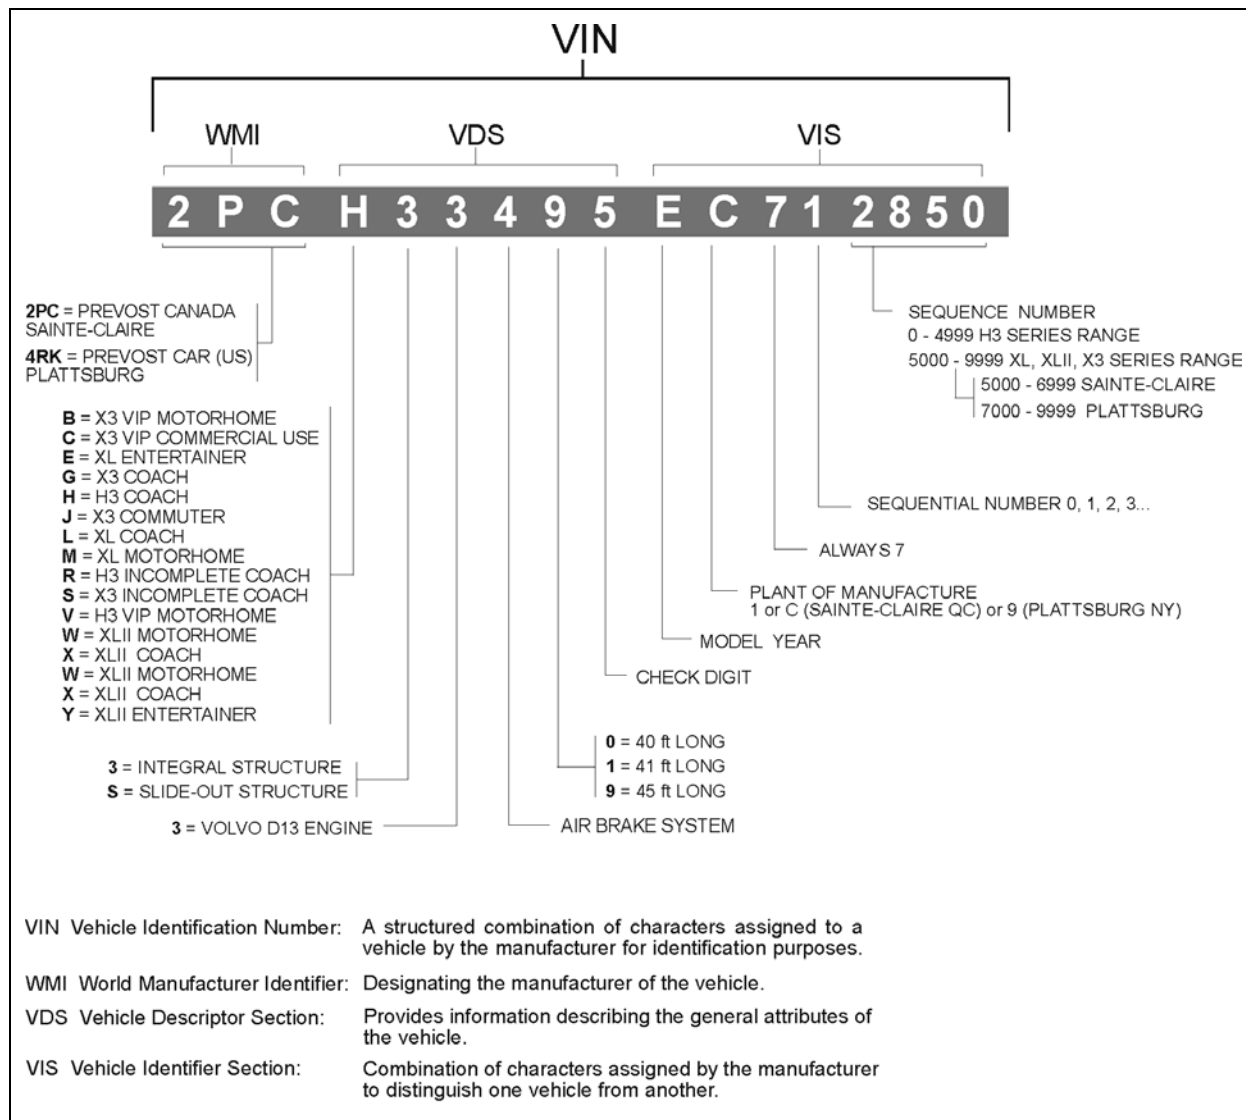 VIN
WMI VDS VIS
2 P C H 3 3 4 9 5 E C 7 1 2 8 5 0
2PC = PREVOST CANADA
SAINTE-CLAIRE
4RK = PREVOST CAR (US)
PLATTSBURG
B = X3 VIP MOTORHOME
C = X3 VIP COMMERCIAL USE
E = XL ENTERTAINER
G = X3 COACH
H = H3 COACH
J = X3 COMMUTER
L = XL COACH
M = XL MOTORHOME
R = H3 INCOMPLETE COACH
S = X3 INCOMPLETE COACH
V = H3 VIP MOTORHOME
W = XLII MOTORHOME
X = XLII COACH
W = XLII MOTORHOME
X = XLII COACH
Y = XLII ENTERTAINER
3 = INTEGRAL STRUCTURE
S = SLIDE-OUT STRUCTURE
3 = VOLVO D13 ENGINE
AIR BRAKE SYSTEM
0 = 40 ft LONG
1 = 41 ft LONG
9 = 45 ft LONG
CHECK DIGIT
MODEL YEAR
PLANT OF MANUFACTURE
1 or C (SAINTE-CLAIRE QC) or 9 (PLATTSBURG NY)
ALWAYS 7
SEQUENTIAL NUMBER 0, 1, 2, 3...
SEQUENCE NUMBER
0 - 4999 H3 SERIES RANGE
5000 - 9999 XL, XLII, X3 SERIES RANGE
5000 - 6999 SAINTE-CLAIRE
7000 - 9999 PLATTSBURG
VIN Vehicle Identification Number: A structured combination of characters assigned to a
vehicle by the manufacturer for identification purposes.
WMI World Manufacturer Identifier: Designating the manufacturer of the vehicle.
VDS Vehicle Descriptor Section: Provides information describing the general attributes of
the vehicle.
VIS Vehicle Identifier Section: Combination of characters assigned by the manufacturer
to distinguish one vehicle from another.